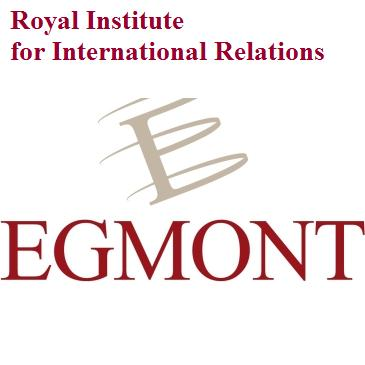 Royal Institute
for International Relations
E
EGMONT